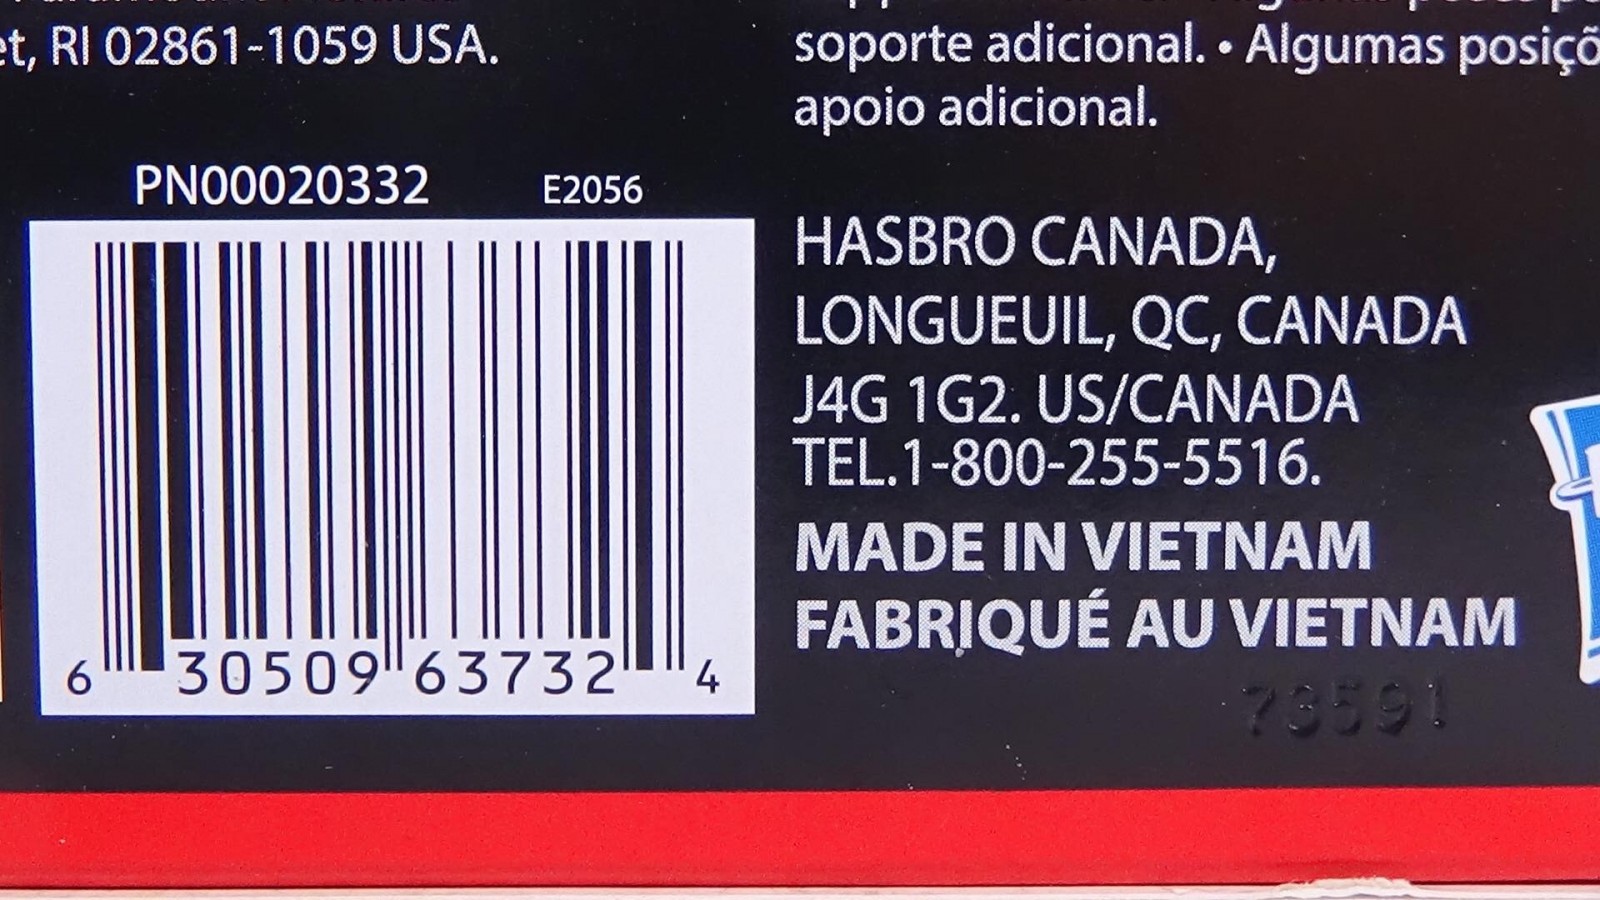 et, RI 02861-1059 USA.
PN00020332 E2056
6 30509 63732 4
soporte adicional. • Algumas
apoio adicional.
HASBRO CANADA,
LONGUEUIL, QC, CANADA
J4G 1G2. US/CANADA
TEL.1-800-255-5516.
MADE IN VIETNAM
FABRIQUÉ AU VIETNAM
73591